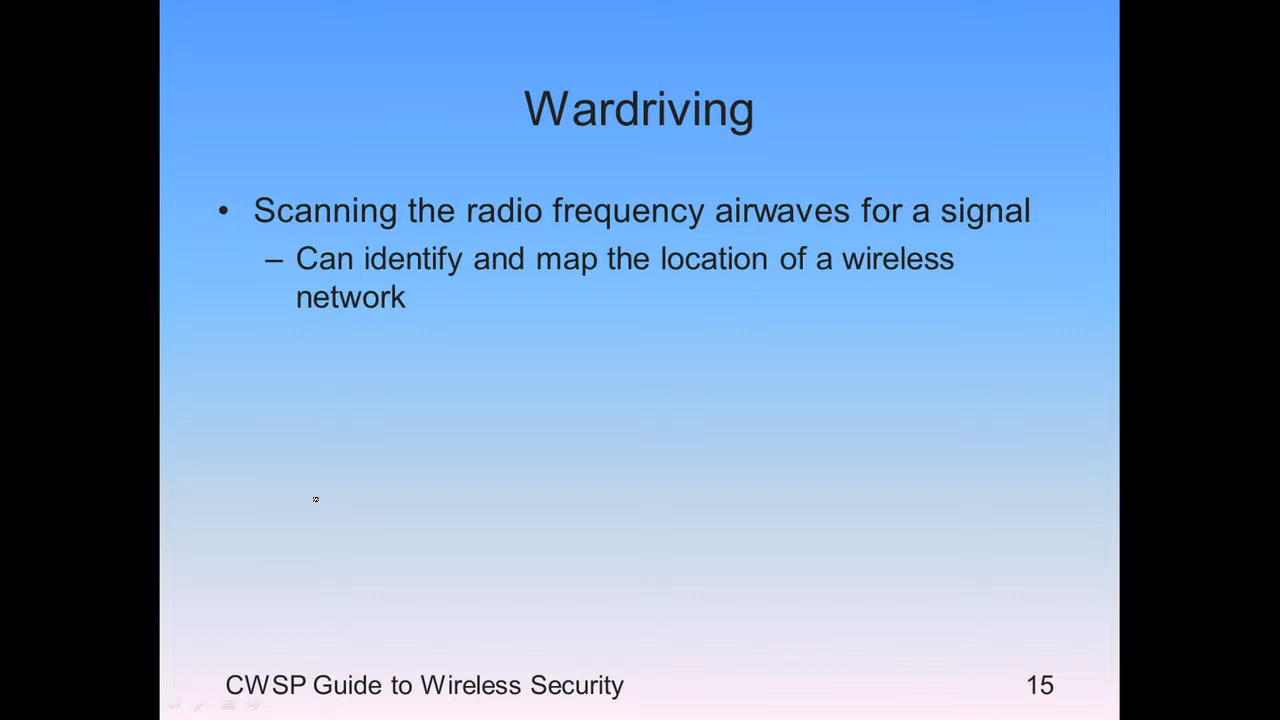 Wardriving
• Scanning the radio frequency airwaves for a signal
– Can identify and map the location of a wireless
network
CWSP Guide to Wireless Security
15